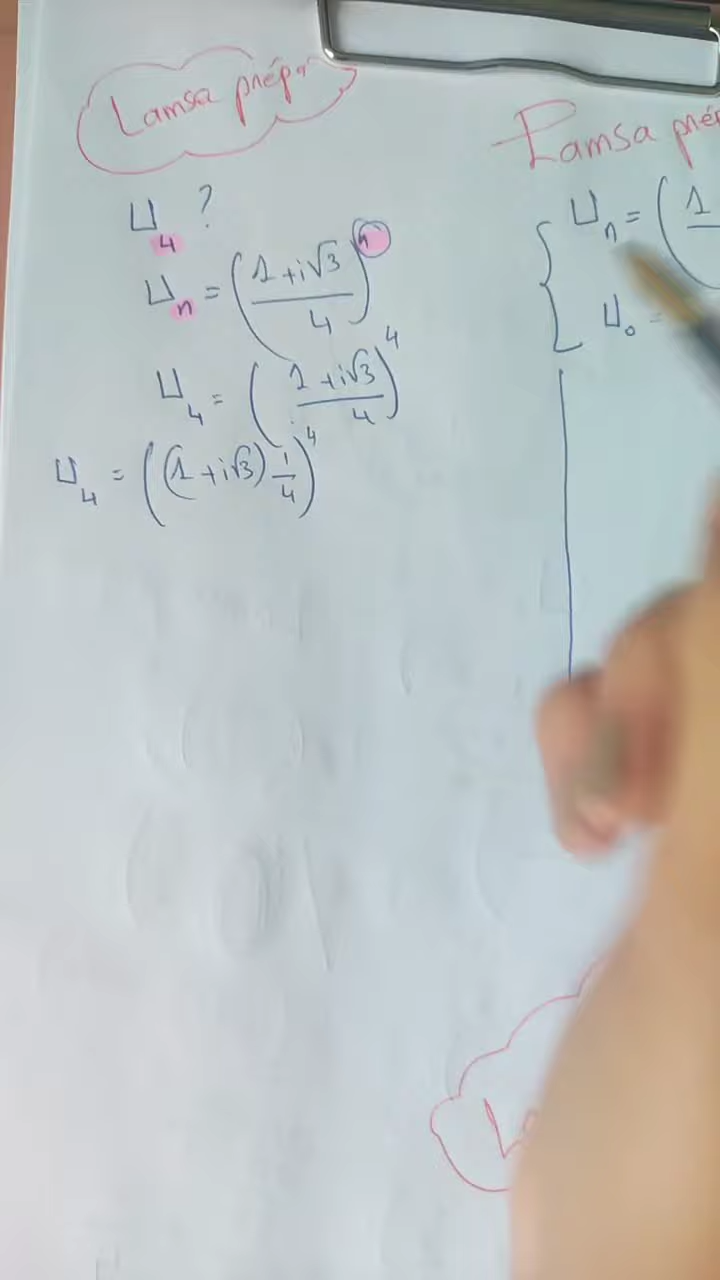 Lamsa prépa
U₄ ?
Uₙ = ((1+i√3)/4)ⁿ
U₄ = ((1+i√3)/4)⁴
U₄ = ((1+i√3) 1/4)⁴
Lamsa prép
Uₙ = (1
U₀ =
L